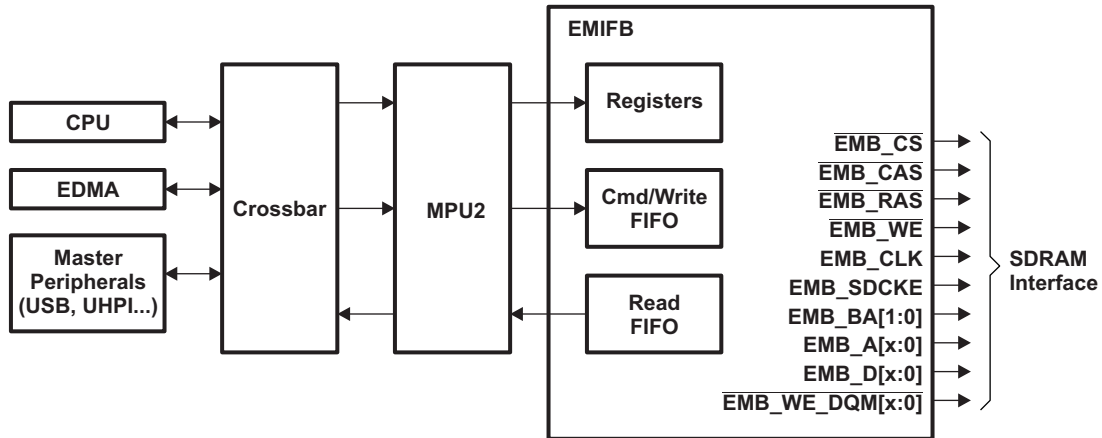 EMIFB
CPU
EDMA
Master
Peripherals
(USB, UHPI...)
Crossbar
MPU2
Registers
Cmd/Write
FIFO
Read
FIFO
EMB_CS
EMB_CAS
EMB_RAS
EMB_WE
EMB_CLK
EMB_SDCKE
EMB_BA[1:0]
EMB_A[x:0]
EMB_D[x:0]
EMB_WE_DQM[x:0]
SDRAM
Interface